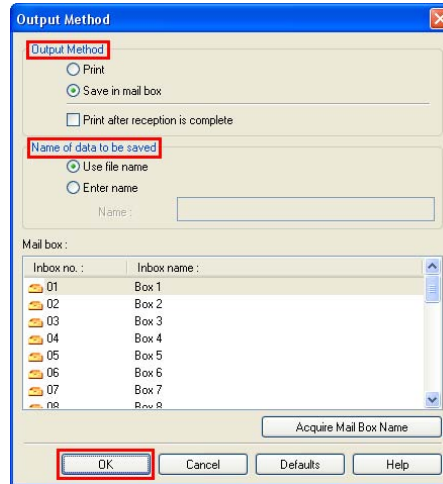 Output Method
Output Method
Print
Save in mail box
Print after reception is complete
Name of data to be saved
Use file name
Enter name
Name :
Mail box :
Inbox no. : Inbox name :
01 Box 1
02 Box 2
03 Box 3
04 Box 4
05 Box 5
06 Box 6
07 Box 7
08 Box 8
Acquire Mail Box Name
OK Cancel Defaults Help